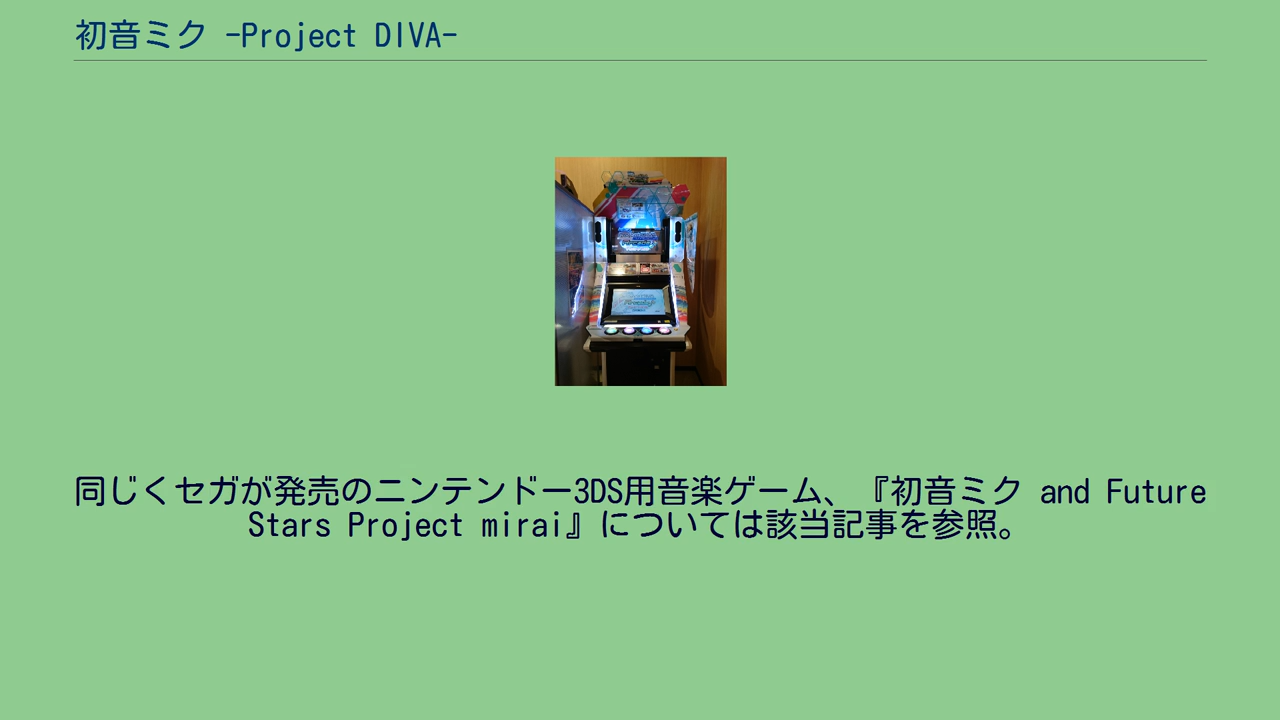 初音ミク -Project DIVA-
同じくセガが発売のニンテンドー3DS用音楽ゲーム、『初音ミク and Future
Stars Project mirai』については該当記事を参照。